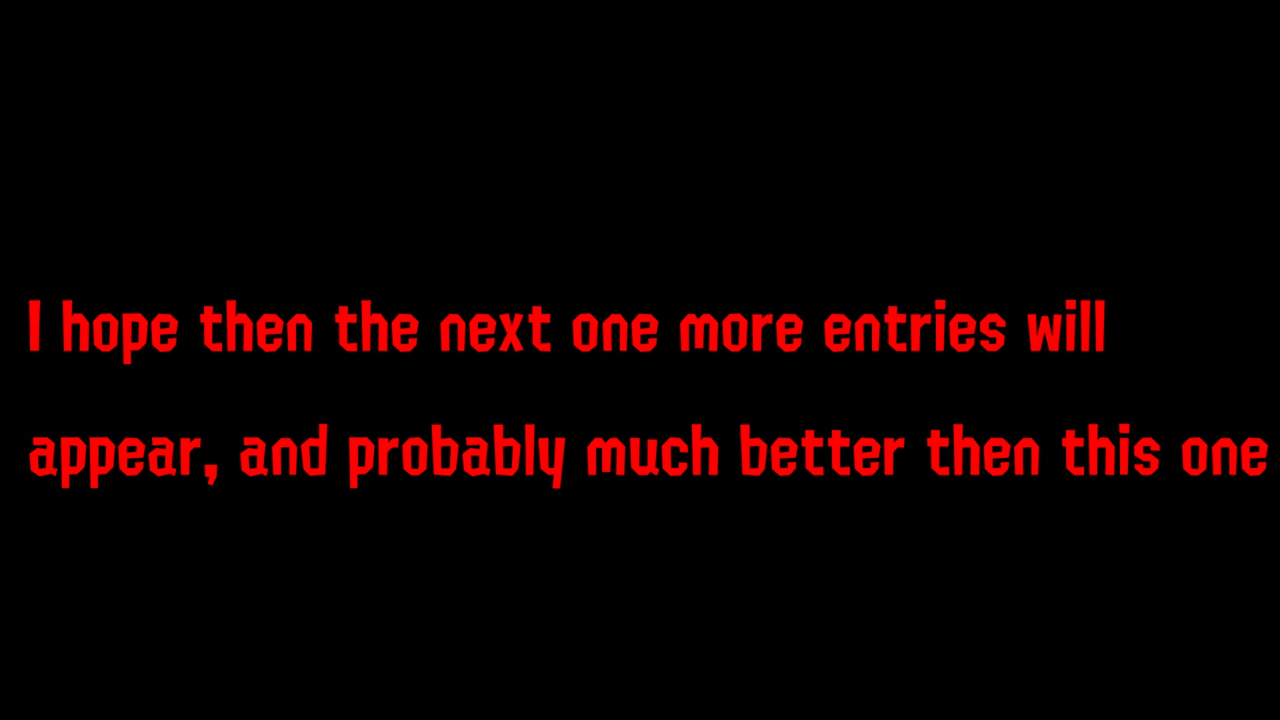 I hope then the next one more entries will
appear, and probably much better then this one